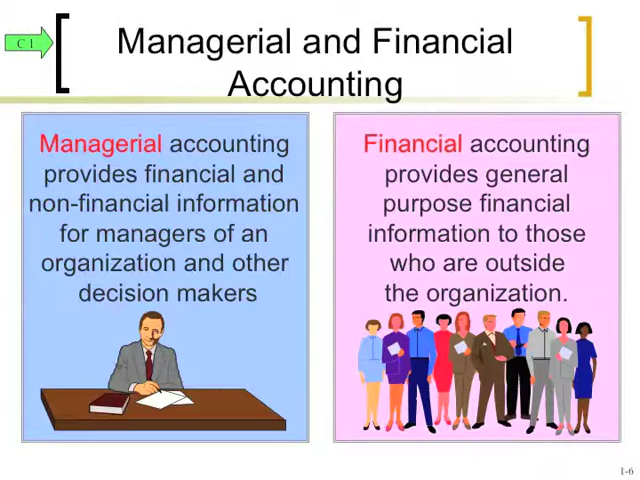 C 1
Managerial and Financial
Accounting
Managerial accounting
provides financial and
non-financial information
for managers of an
organization and other
decision makers
Financial accounting
provides general
purpose financial
information to those
who are outside
the organization.
1-6